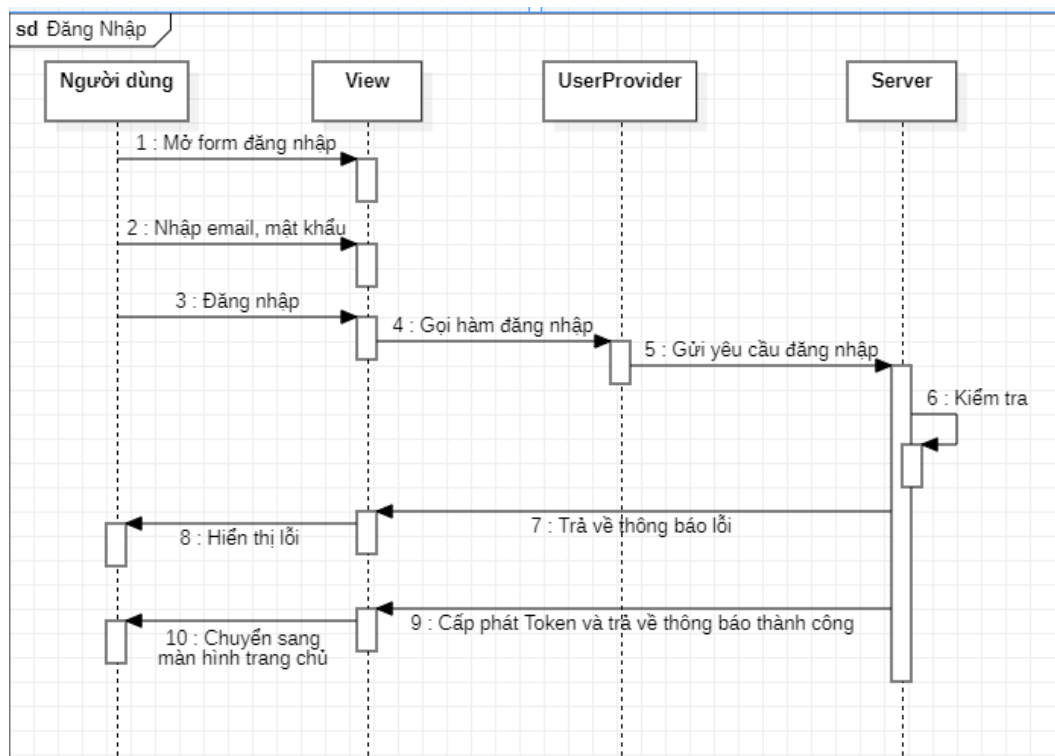 sd Đăng Nhập
Người dùng
View
UserProvider
Server
1 : Mở form đăng nhập
2 : Nhập email, mật khẩu
3 : Đăng nhập
4 : Gọi hàm đăng nhập
5 : Gửi yêu cầu đăng nhập
6 : Kiểm tra
7 : Trả về thông báo lỗi
8 : Hiển thị lỗi
9 : Cấp phát Token và trả về thông báo thành công
10 : Chuyển sang
màn hình trang chủ